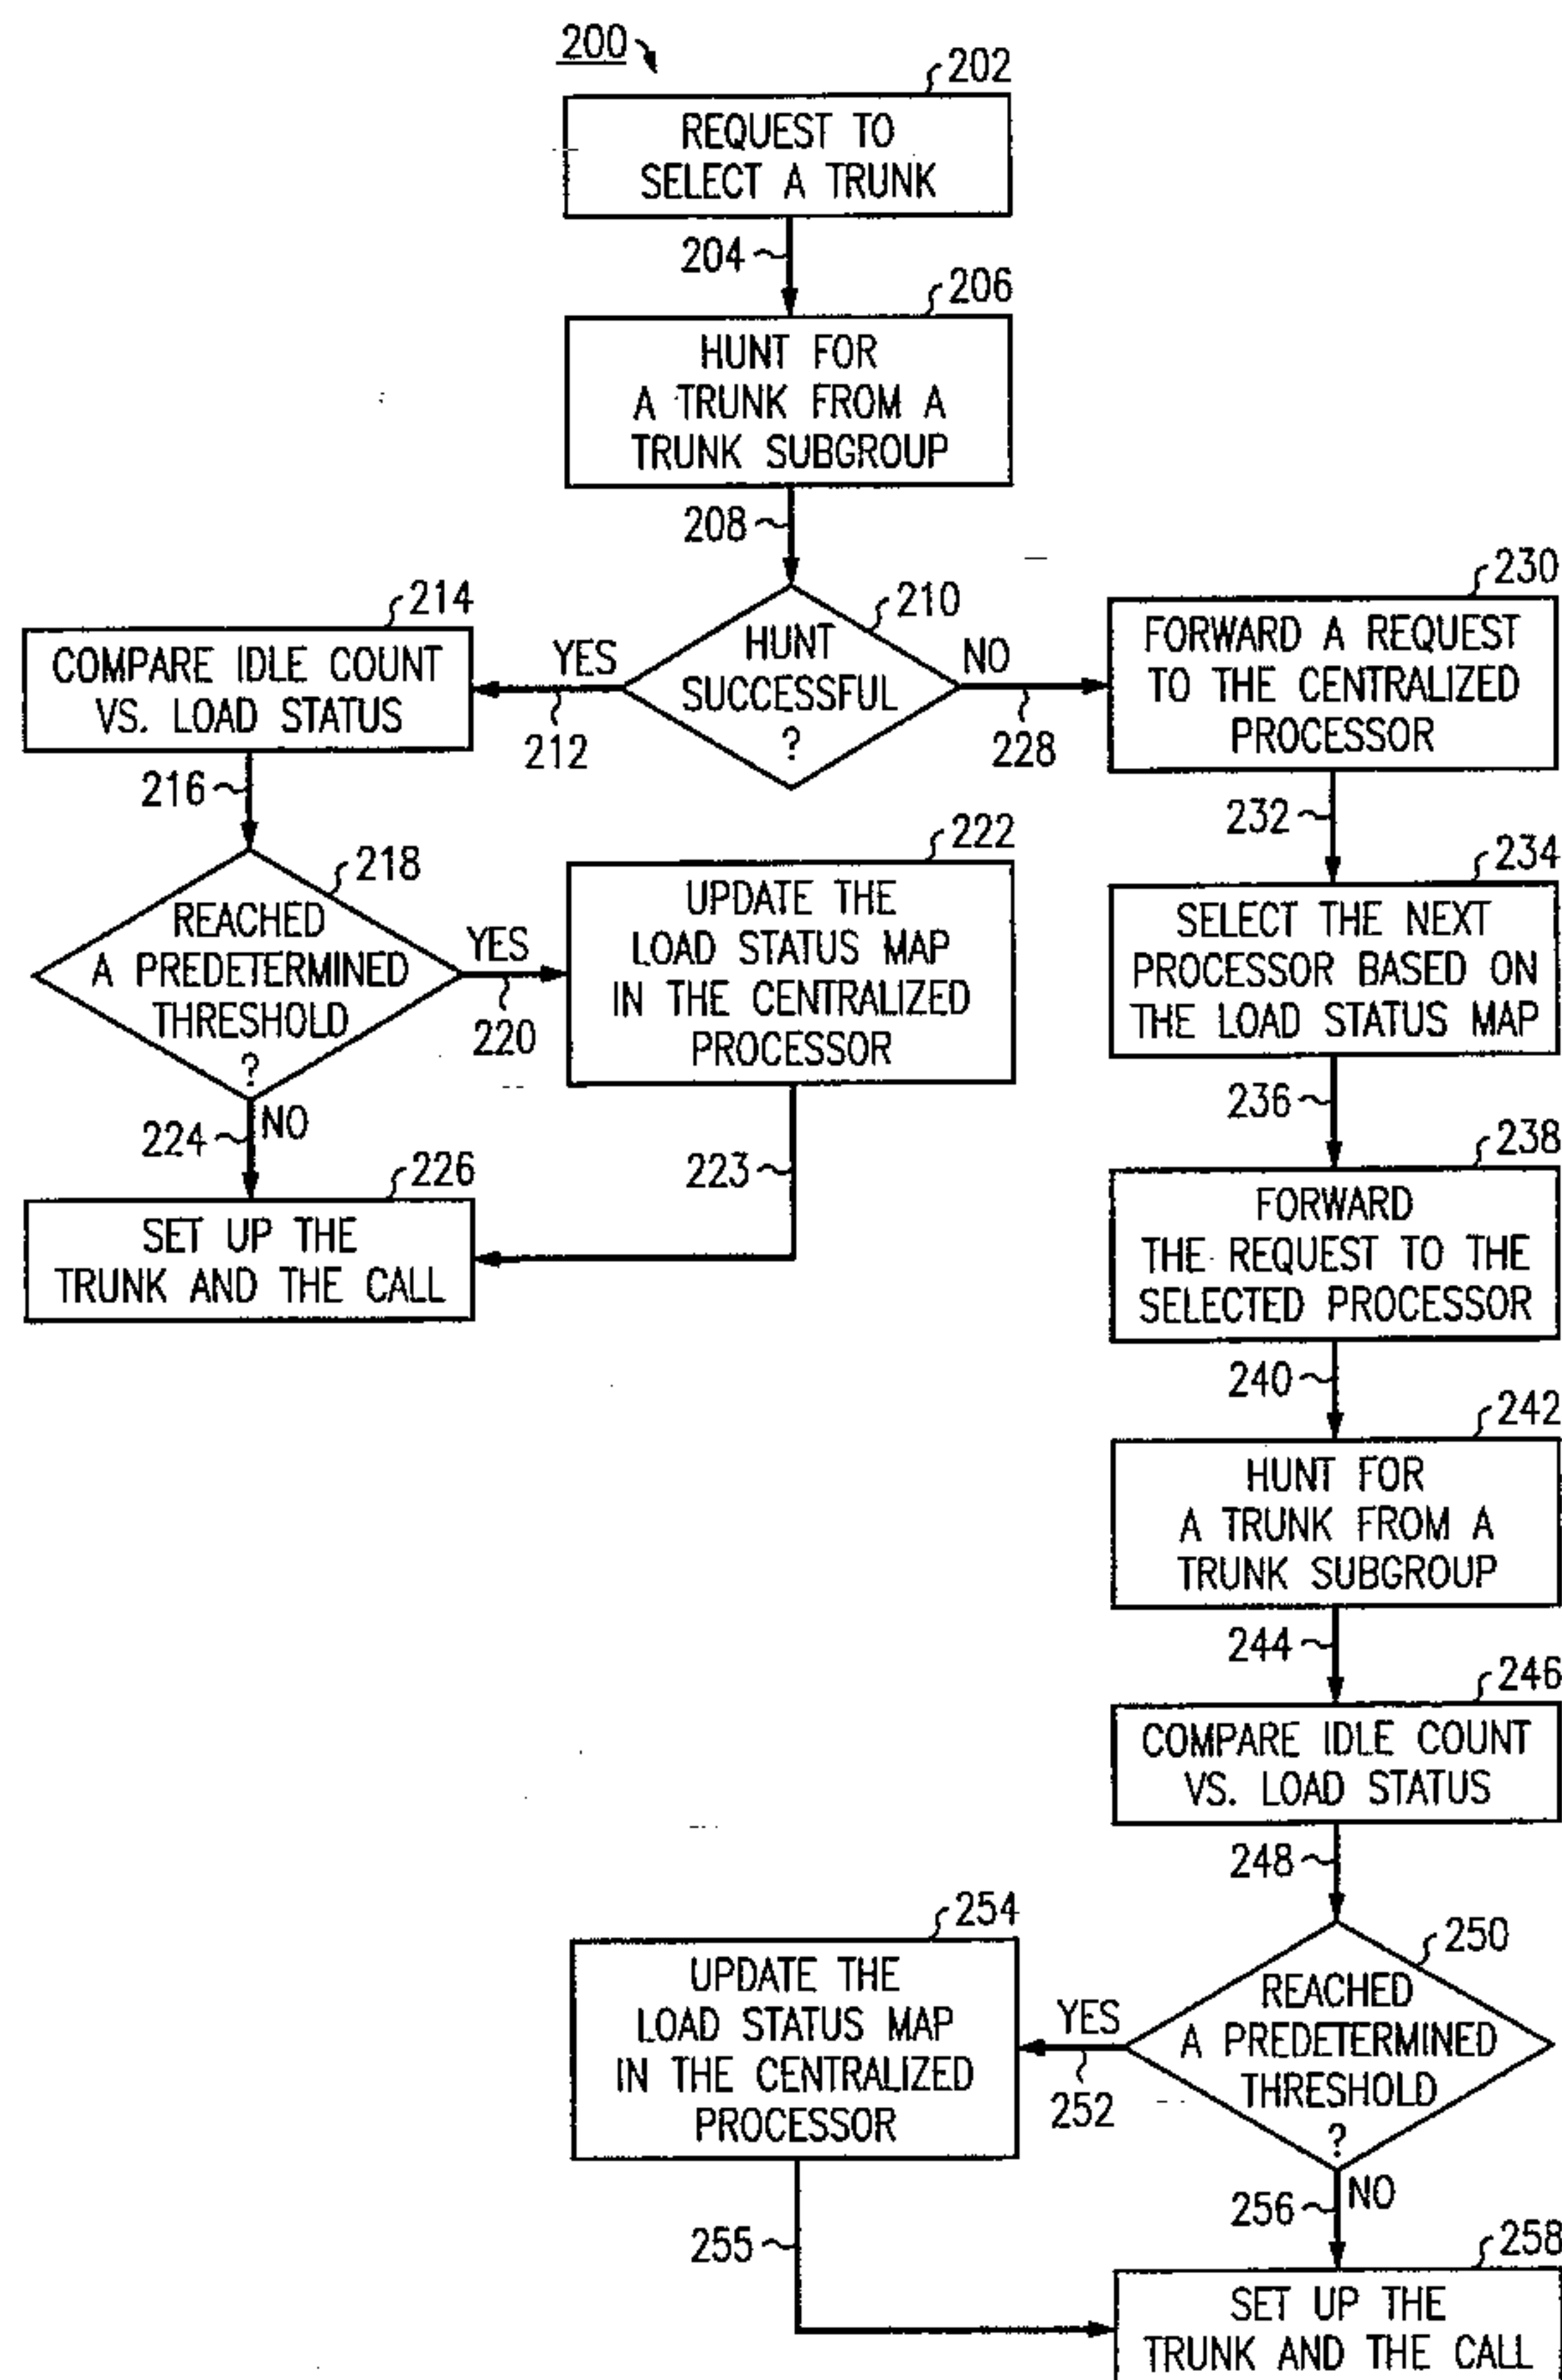 200
202
REQUEST TO
SELECT A TRUNK
204
206
HUNT FOR
A TRUNK FROM A
TRUNK SUBGROUP
208
210
HUNT
SUCCESSFUL
?
YES
212
NO
228
214
COMPARE IDLE COUNT
VS. LOAD STATUS
216
218
REACHED
A PREDETERMINED
THRESHOLD
?
YES
220
222
UPDATE THE
LOAD STATUS MAP
IN THE CENTRALIZED
PROCESSOR
223
224
NO
226
SET UP THE
TRUNK AND THE CALL
230
FORWARD A REQUEST
TO THE CENTRALIZED
PROCESSOR
232
234
SELECT THE NEXT
PROCESSOR BASED ON
THE LOAD STATUS MAP
236
238
FORWARD
THE REQUEST TO THE
SELECTED PROCESSOR
240
242
HUNT FOR
A TRUNK FROM A
TRUNK SUBGROUP
244
246
COMPARE IDLE COUNT
VS. LOAD STATUS
248
250
REACHED
A PREDETERMINED
THRESHOLD
?
YES
252
254
UPDATE THE
LOAD STATUS MAP
IN THE CENTRALIZED
PROCESSOR
255
256
NO
258
SET UP THE
TRUNK AND THE CALL